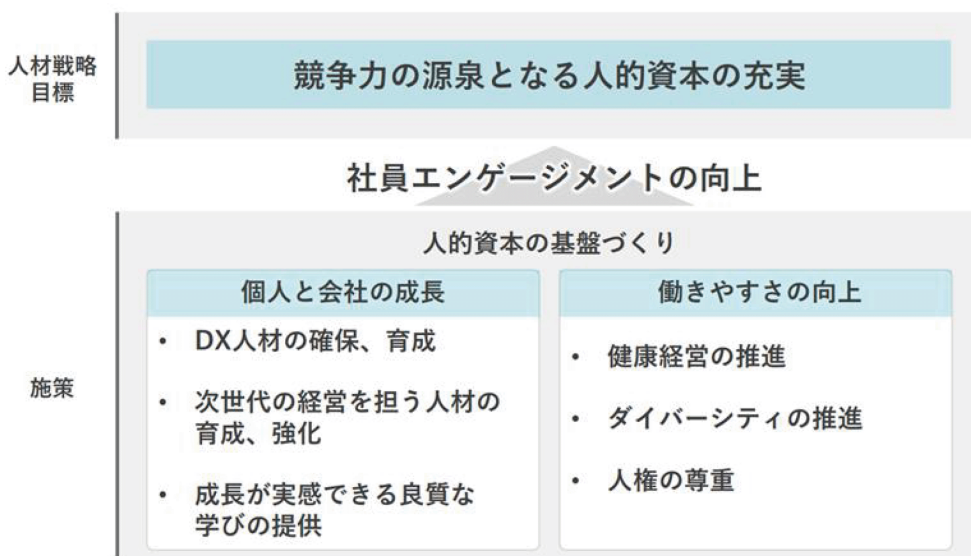 人材戦略
目標
競争力の源泉となる人的資本の充実
社員エンゲージメントの向上
施策
人的資本の基盤づくり
個人と会社の成長
• DX人材の確保、育成
• 次世代の経営を担う人材の
育成、強化
• 成長が実感できる良質な
学びの提供
働きやすさの向上
• 健康経営の推進
• ダイバーシティの推進
• 人権の尊重